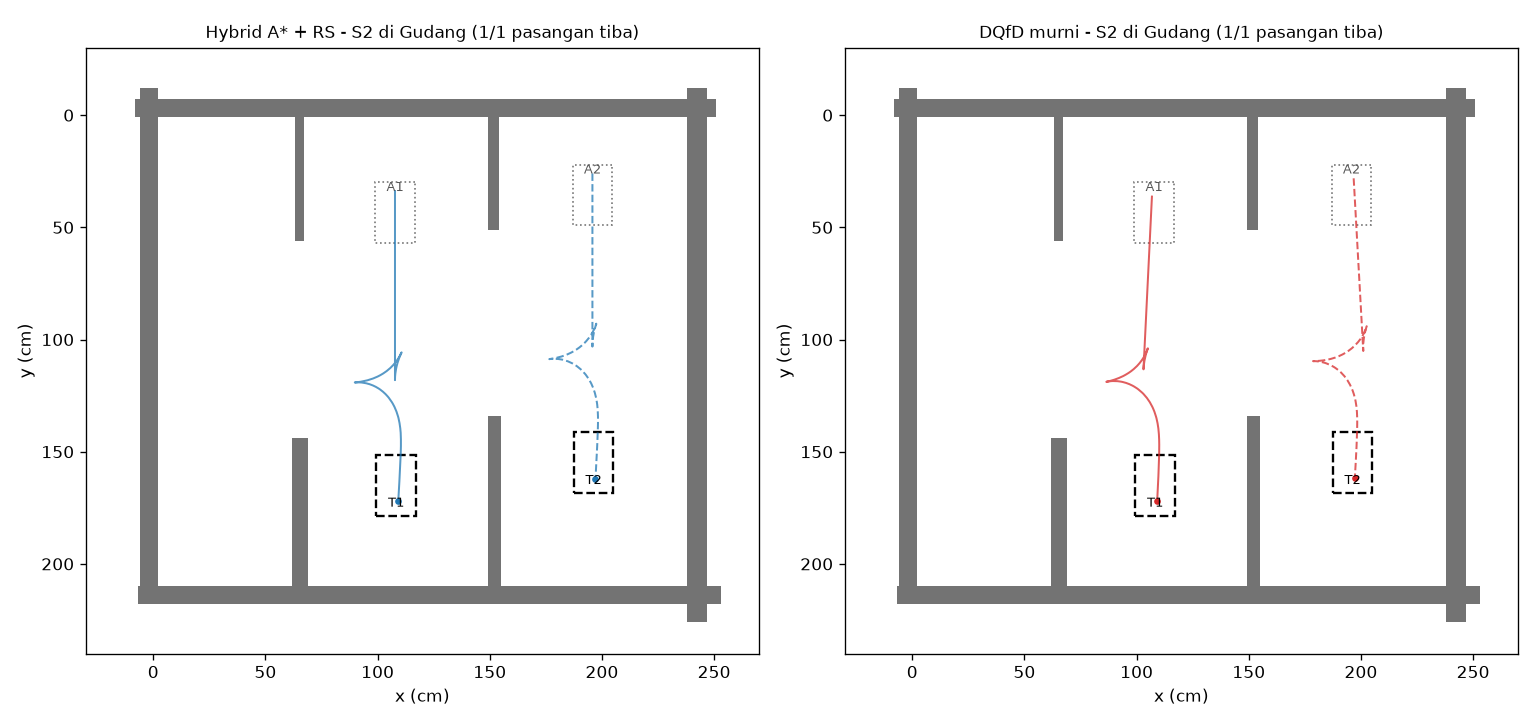 Hybrid A* + RS - S2 di Gudang (1/1 pasangan tiba)
0
50
100
150
200
y (cm)
A1
A2
T1
T2
0
50
100
150
200
250
x (cm)
DQfD murni - S2 di Gudang (1/1 pasangan tiba)
0
50
100
150
200
y (cm)
A1
A2
T1
T2
0
50
100
150
200
250
x (cm)